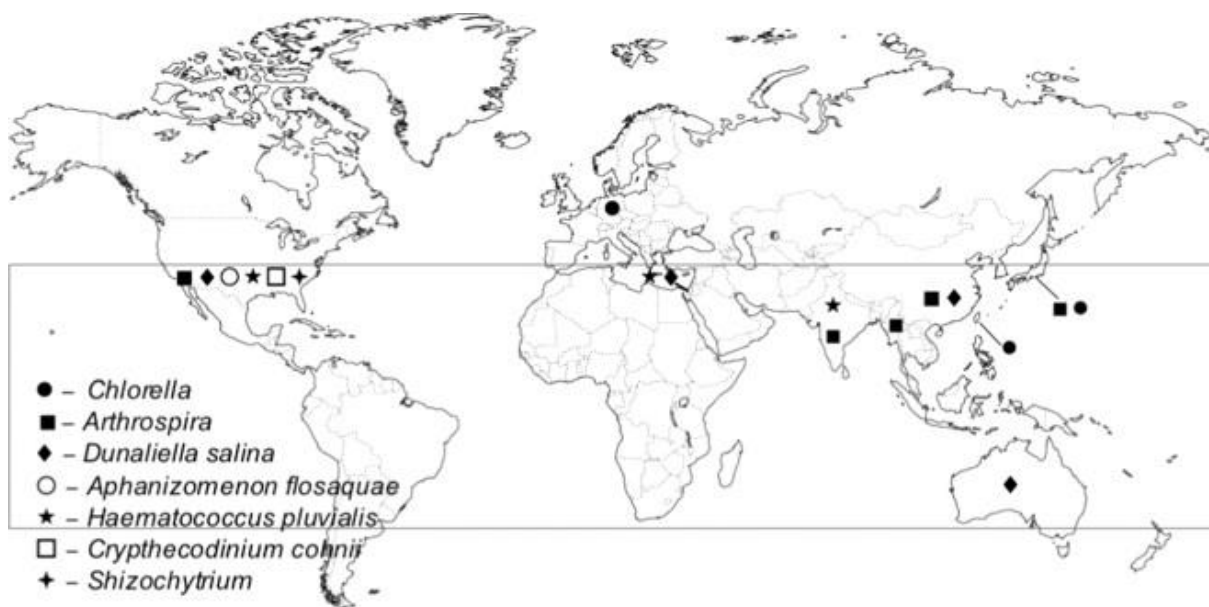 – Chlorella
– Arthrospira
– Dunaliella salina
– Aphanizomenon flosaquae
– Haematococcus pluvialis
– Crypthecodinium cohnii
– Shizochytrium